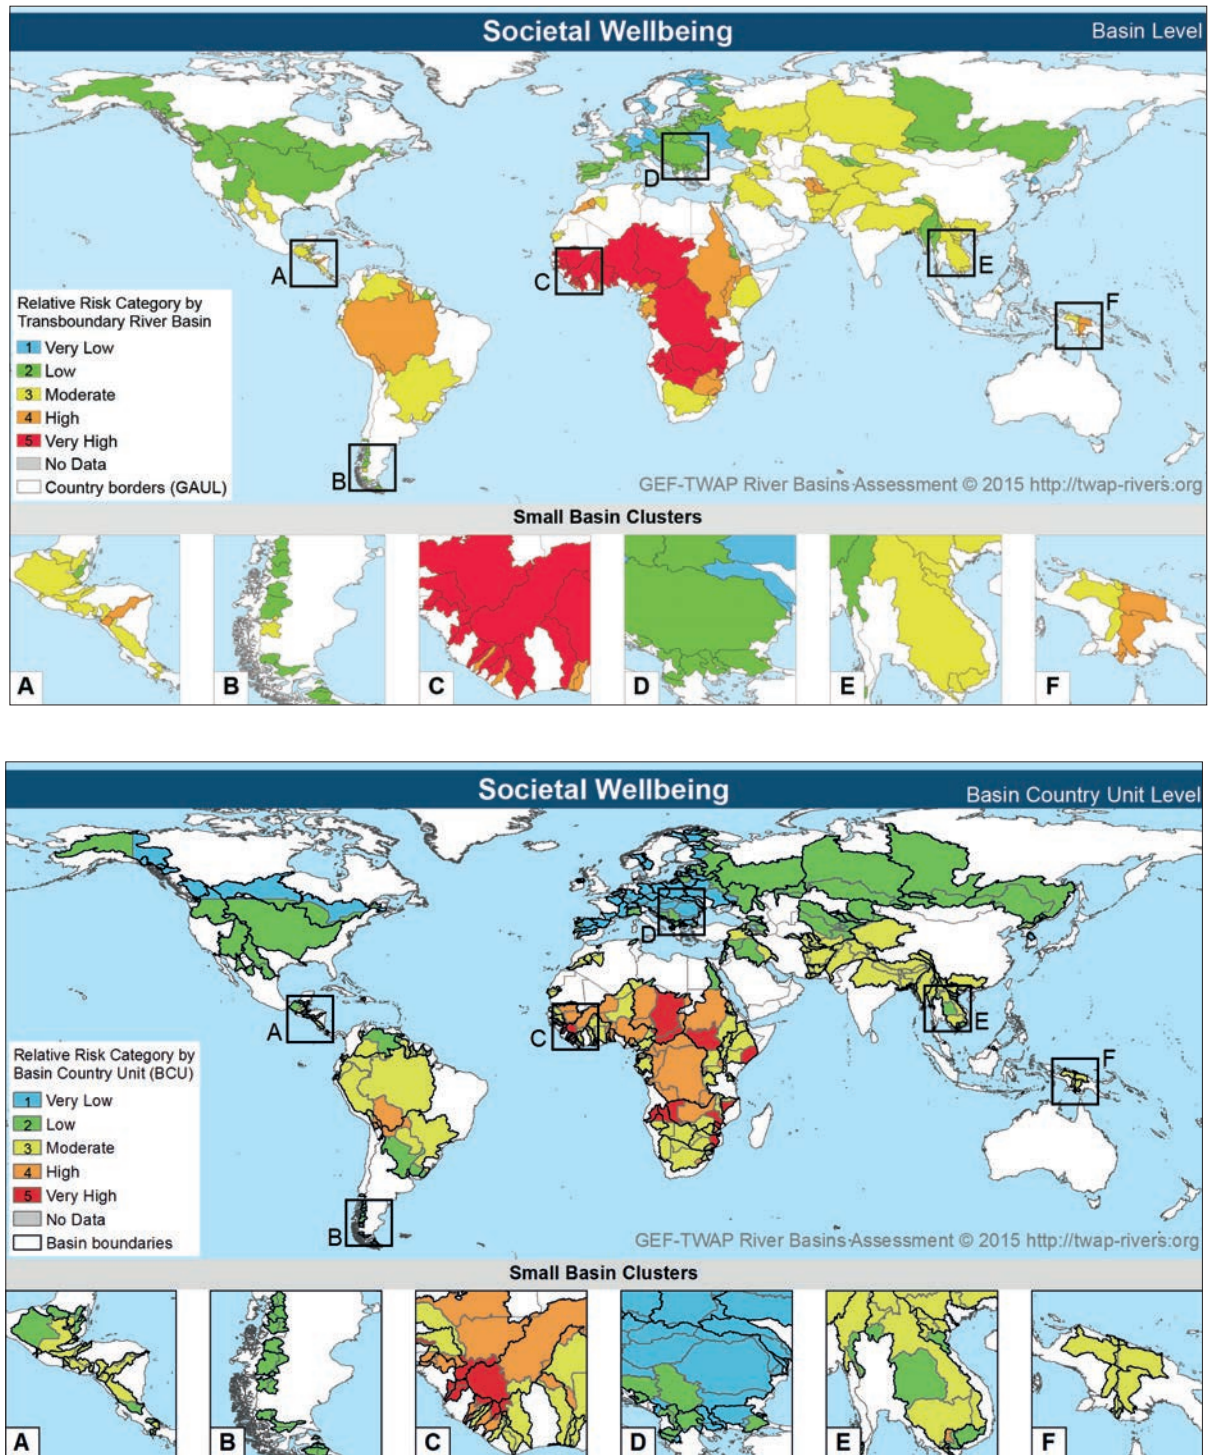 Societal Wellbeing
Basin Level
A
B
C
D
E
F
Relative Risk Category by
Transboundary River Basin
1 Very Low
2 Low
3 Moderate
4 High
5 Very High
No Data
Country borders (GAUL)
GEF-TWAP River Basins Assessment © 2015 http://twap-rivers.org
Small Basin Clusters
A
B
C
D
E
F
Societal Wellbeing
Basin Country Unit Level
A
B
C
D
E
F
Relative Risk Category by
Basin Country Unit (BCU)
1 Very Low
2 Low
3 Moderate
4 High
5 Very High
No Data
Basin boundaries
GEF-TWAP River Basins Assessment © 2015 http://twap-rivers.org
Small Basin Clusters
A
B
C
D
E
F